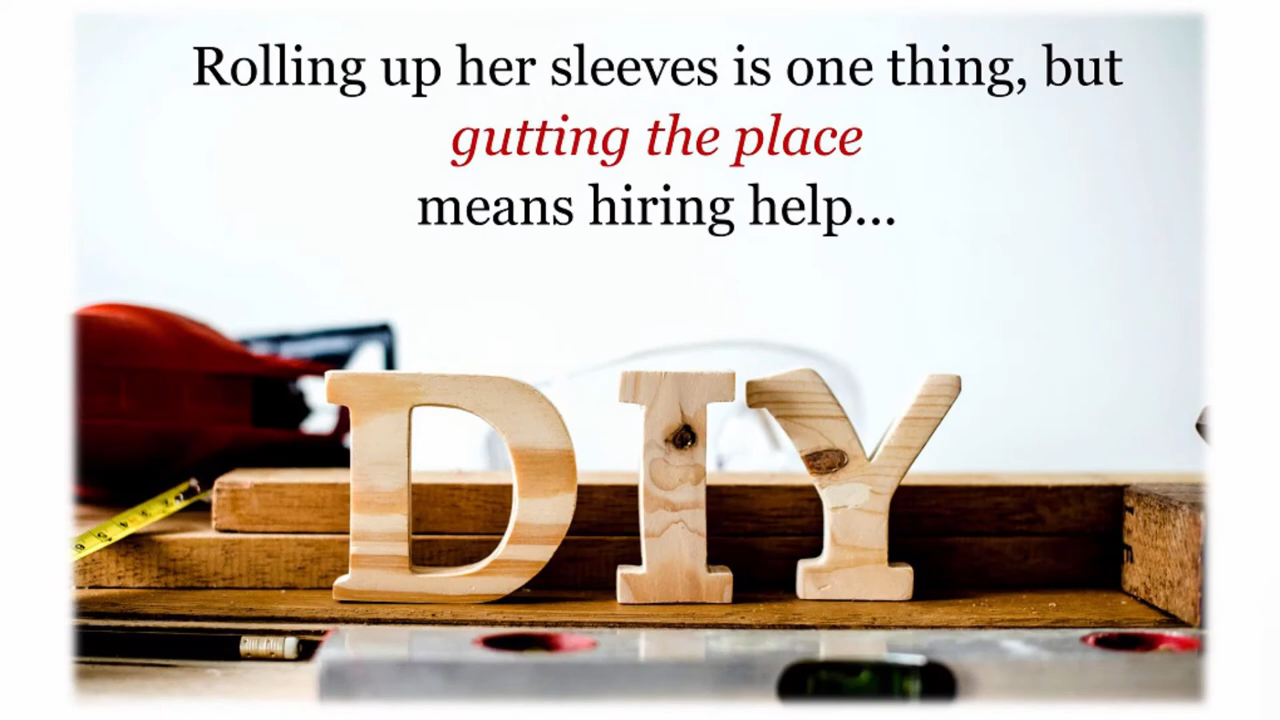 Rolling up her sleeves is one thing, but
gutting the place
means hiring help...
DIY